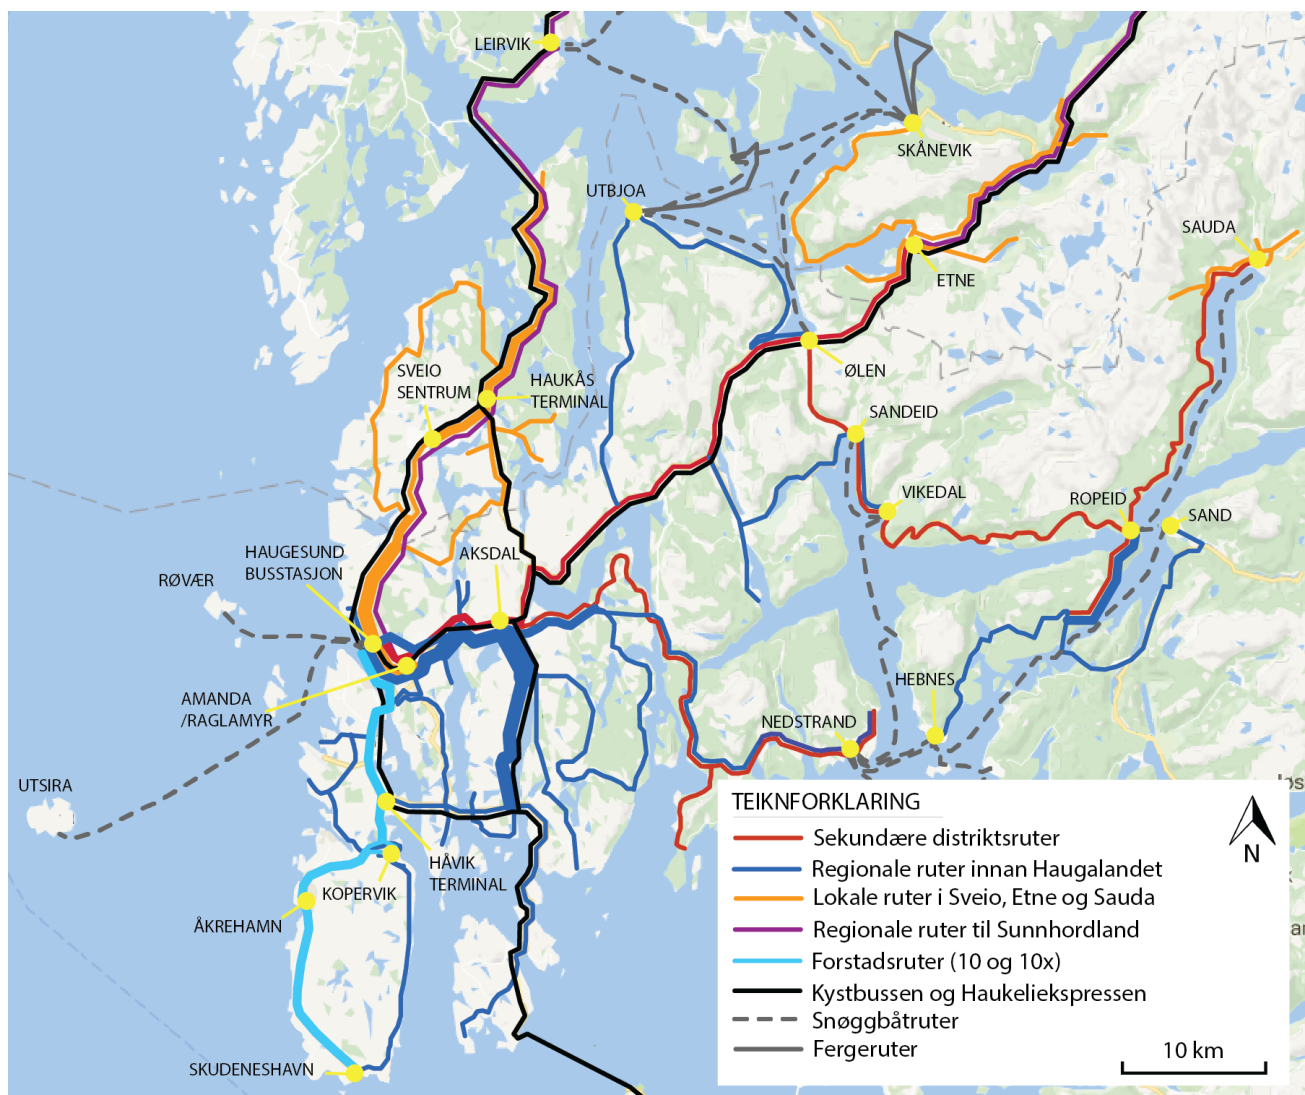 LEIRVIK
SKÅNEVIK
UTBJOA
SAUDA
ETNE
SVEIO
SENTRUM
HAUKÅS
TERMINAL
ØLEN
SANDEID
VIKEDAL
ROPEID
SAND
HAUGESUND
BUSSTASJON
AKSDAL
RØVÆR
HEBNES
AMANDA
/RAGLAMYR
NEDSTRAND
UTSIRA
HÅVIK
TERMINAL
KOPERVIK
ÅKREHAMN
SKUDENESHAVN
TEIKNFORKLARING
Sekundære distriktsruter
Regionale ruter innan Haugalandet
Lokale ruter i Sveio, Etne og Sauda
Regionale ruter til Sunnhordland
Forstadsruter (10 og 10x)
Kystbussen og Haukeliekspressen
Snøggbåtruter
Fergeruter
N
10 km